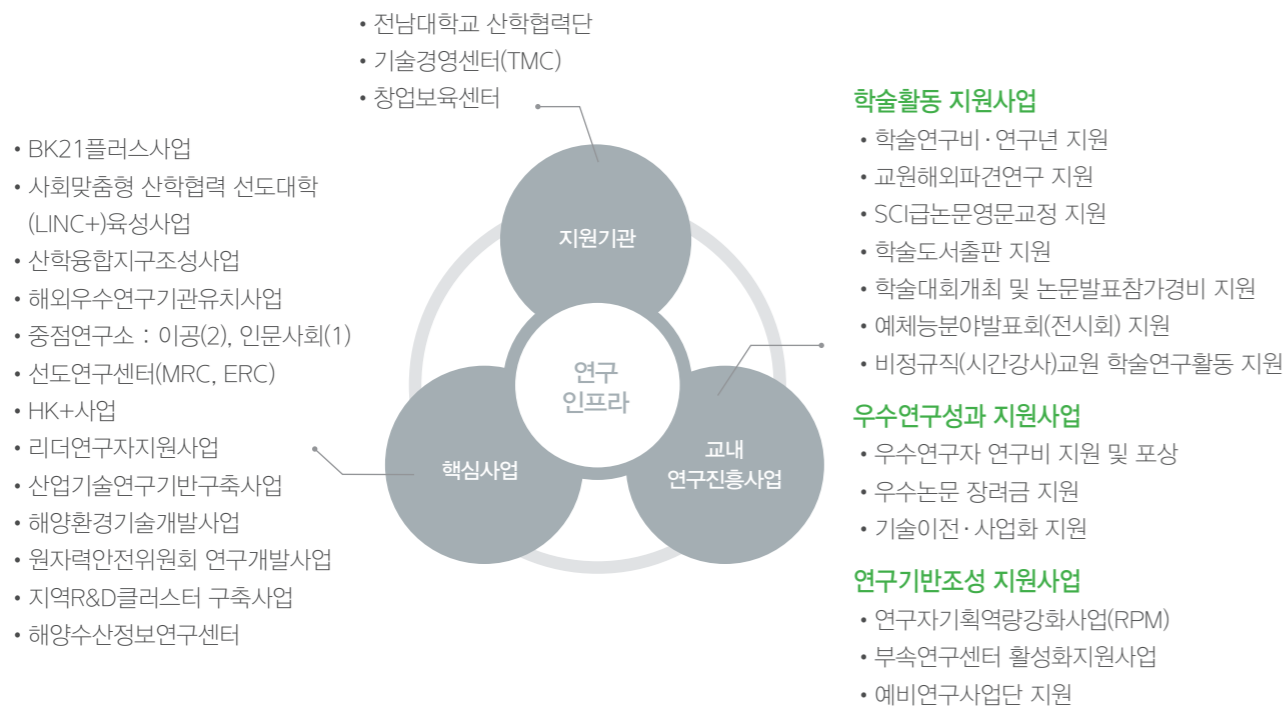 • 전남대학교 산학협력단
• 기술경영센터(TMC)
• 창업보육센터
• BK21플러스사업
• 사회맞춤형 산학협력 선도대학
(LINC+)육성사업
• 산학융합지구조성사업
• 해외우수연구기관유치사업
• 중점연구소 : 이공(2), 인문사회(1)
• 선도연구센터(MRC, ERC)
• HK+사업
• 리더연구자지원사업
• 산업기술연구기반구축사업
• 해양환경기술개발사업
• 원자력안전위원회 연구개발사업
• 지역R&D클러스터 구축사업
• 해양수산정보연구센터
지원기관
연구
인프라
핵심사업
교내
연구진흥사업
학술활동 지원사업
• 학술연구비·연구년 지원
• 교원해외파견연구 지원
• SCI급논문영문교정 지원
• 학술도서출판 지원
• 학술대회개최 및 논문발표참가경비 지원
• 예체능분야발표회(전시회) 지원
• 비정규직(시간강사)교원 학술연구활동 지원
우수연구성과 지원사업
• 우수연구자 연구비 지원 및 포상
• 우수논문 장려금 지원
• 기술이전·사업화 지원
연구기반조성 지원사업
• 연구자기획역량강화사업(RPM)
• 부속연구센터 활성화지원사업
• 예비연구사업단 지원